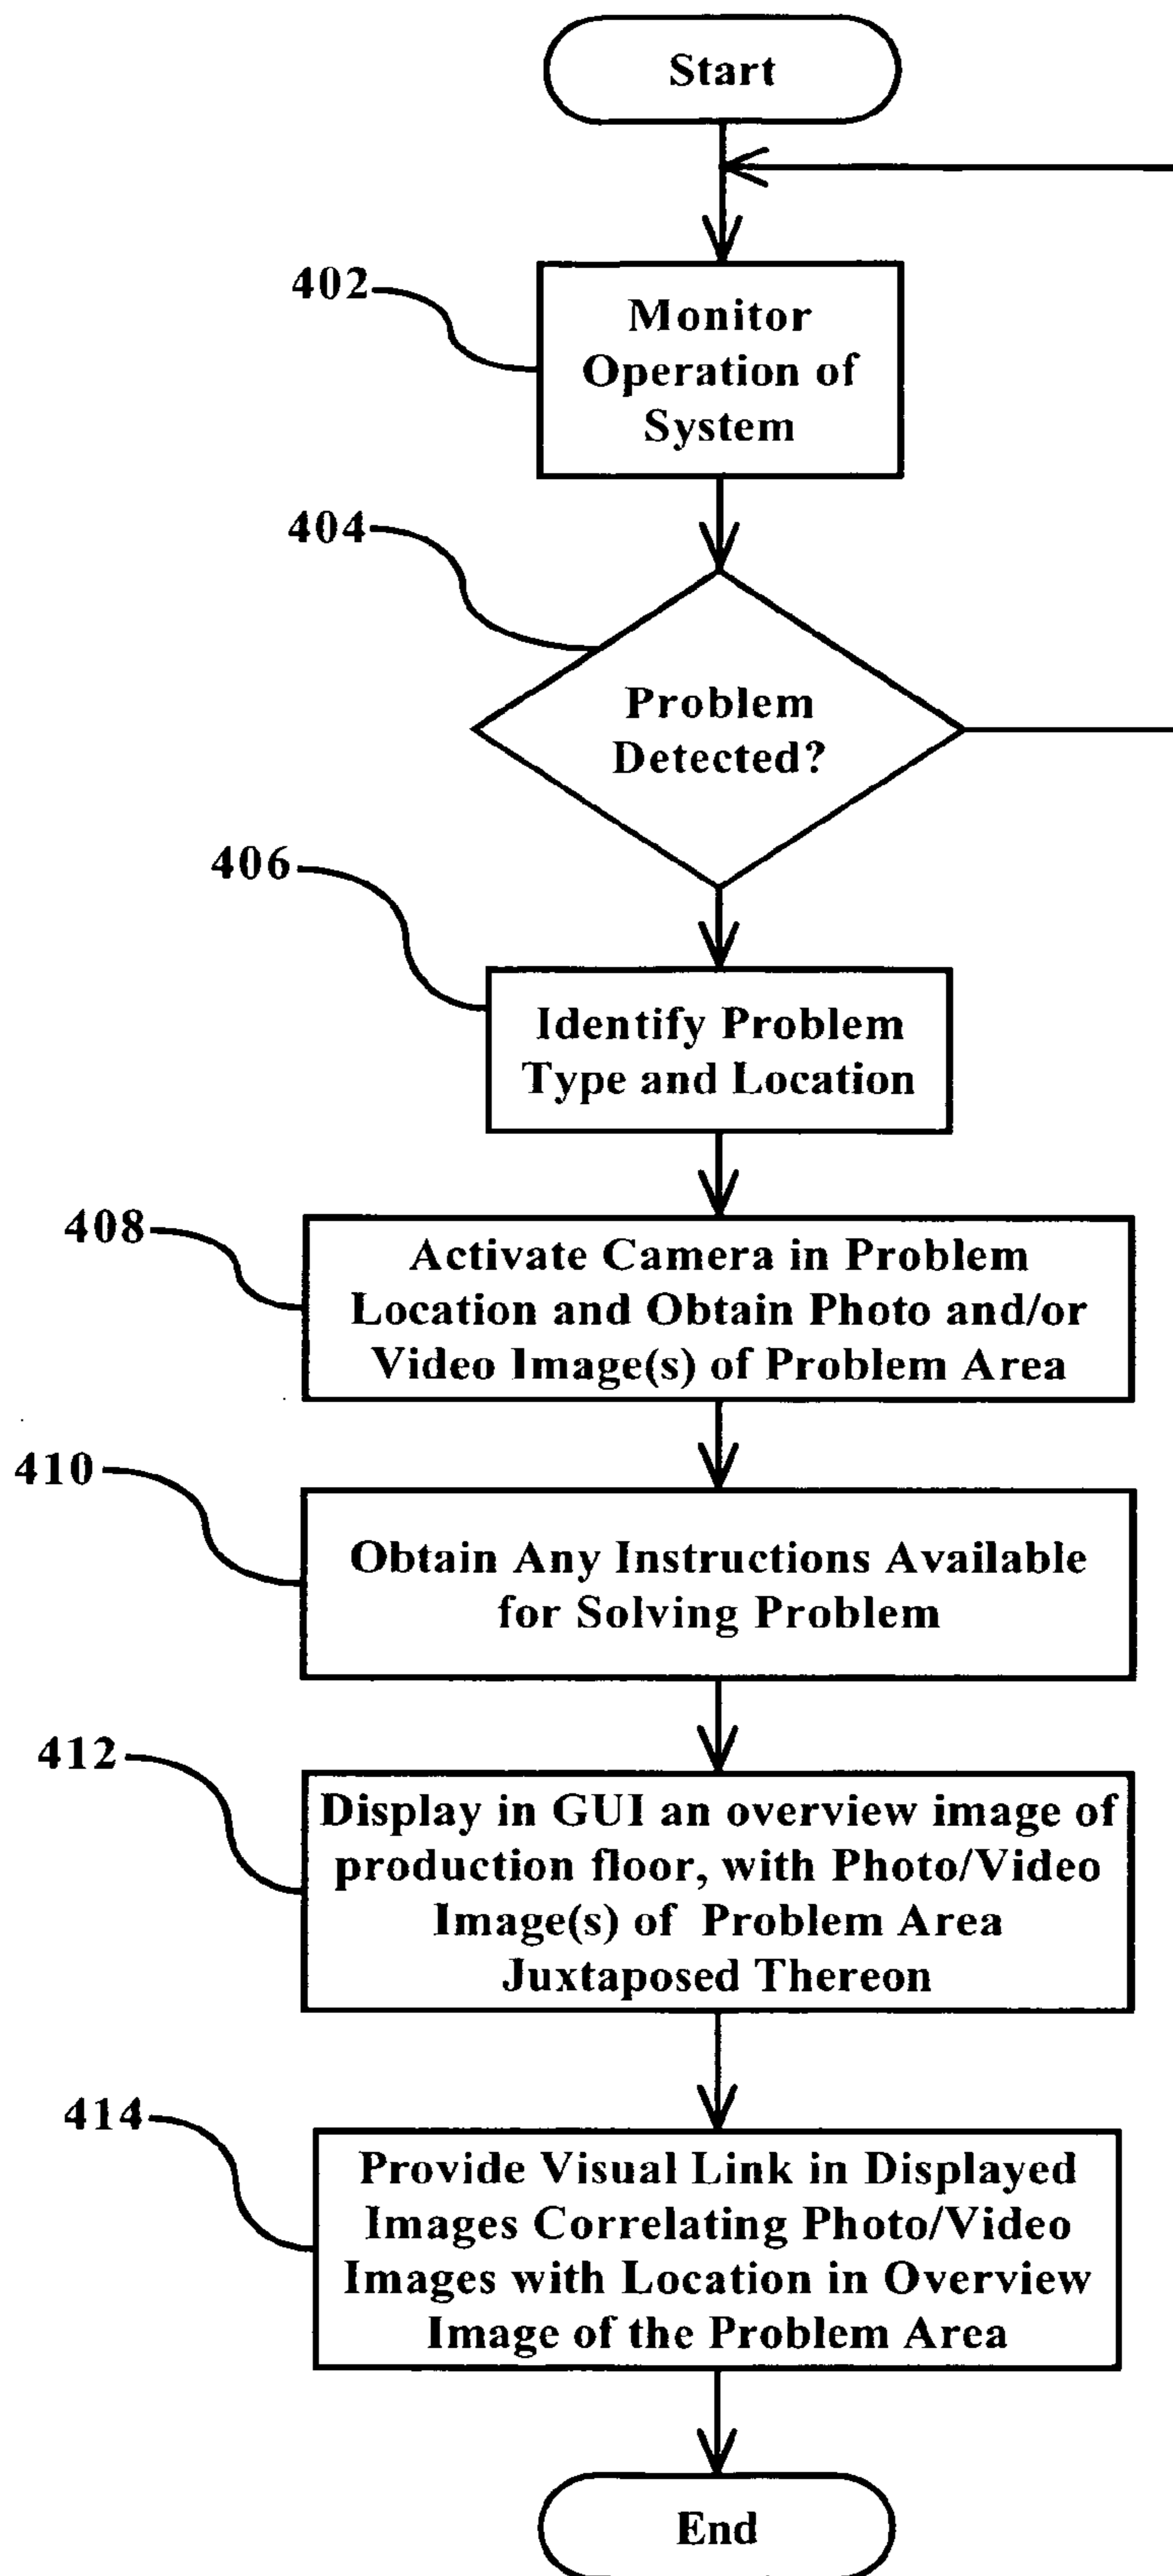 Start
402
Monitor
Operation of
System
404
Problem
Detected?
406
Identify Problem
Type and Location
408
Activate Camera in Problem
Location and Obtain Photo and/or
Video Image(s) of Problem Area
410
Obtain Any Instructions Available
for Solving Problem
412
Display in GUI an overview image of
production floor, with Photo/Video
Image(s) of Problem Area
Juxtaposed Thereon
414
Provide Visual Link in Displayed
Images Correlating Photo/Video
Images with Location in Overview
Image of the Problem Area
End